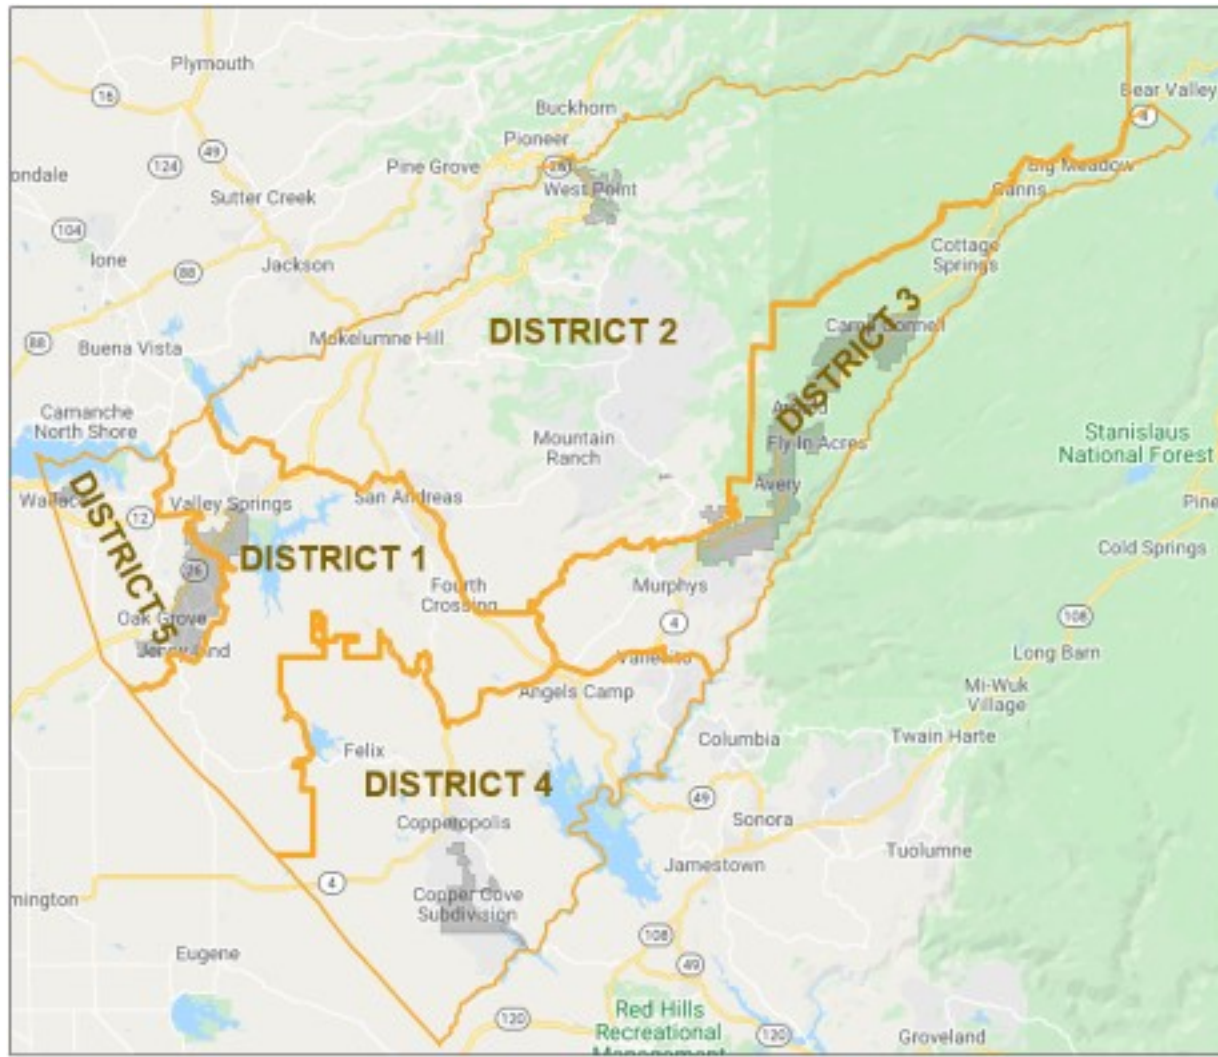 Plymouth
16
49
124
ondale
Sutter Creek
104
Ione
88
Jackson
Buckhorn
Pioneer
Pine Grove
26
West Point
Bear Valley
4
Big Meadow
Ganns
Cottage
Springs
DISTRICT 2
DISTRICT 3
Camp Connell
Mokelumne Hill
88
Buena Vista
Camanche
North Shore
Arnold
Fly-In Acres
Mountain
Ranch
Avery
Stanislaus
National Forest
Pine
Cold Springs
Wallace
Valley Springs
12
San Andreas
DISTRICT 5
DISTRICT 1
26
Fourth
Crossing
Murphys
4
108
Oak Grove
Jenny Lind
Vallecito
Long Barn
Angels Camp
Mi-Wuk
Village
Felix
Columbia
Twain Harte
DISTRICT 4
49
Copperopolis
Sonora
Jamestown
Tuolumne
4
mington
Copper Cove
Subdivision
108
Eugene
49
120
Red Hills
Recreational
Management
120
Groveland